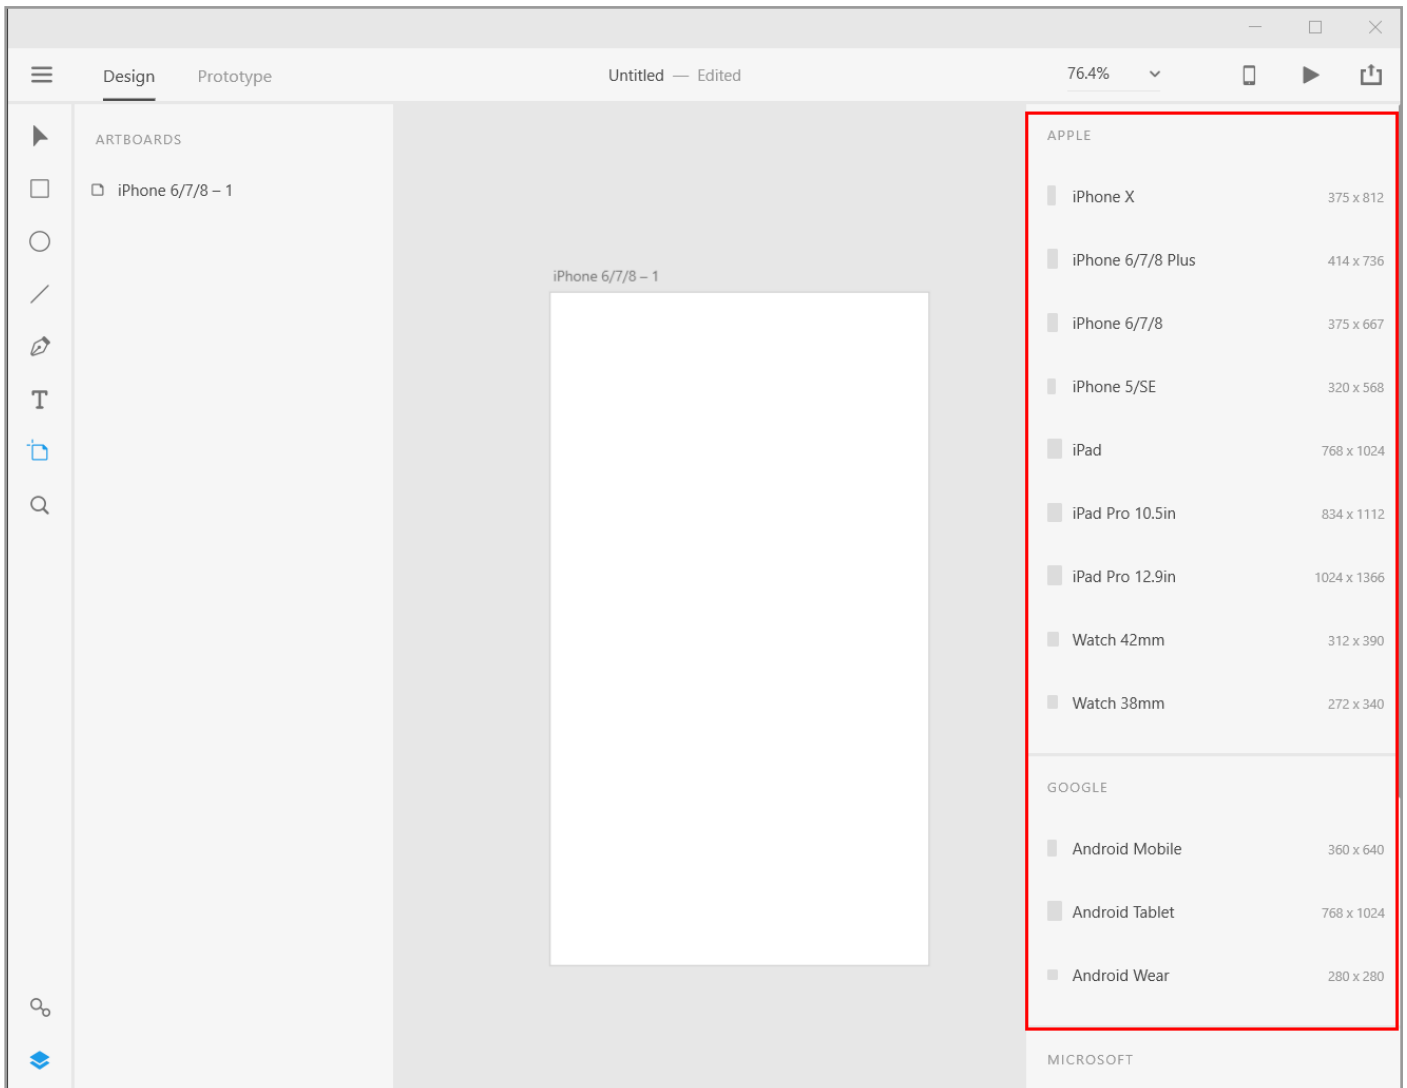 Design
Prototype
Untitled — Edited
76.4%
ARTBOARDS
iPhone 6/7/8 – 1
iPhone 6/7/8 – 1
APPLE
iPhone X 375 x 812
iPhone 6/7/8 Plus 414 x 736
iPhone 6/7/8 375 x 667
iPhone 5/SE 320 x 568
iPad 768 x 1024
iPad Pro 10.5in 834 x 1112
iPad Pro 12.9in 1024 x 1366
Watch 42mm 312 x 390
Watch 38mm 272 x 340
GOOGLE
Android Mobile 360 x 640
Android Tablet 768 x 1024
Android Wear 280 x 280
MICROSOFT